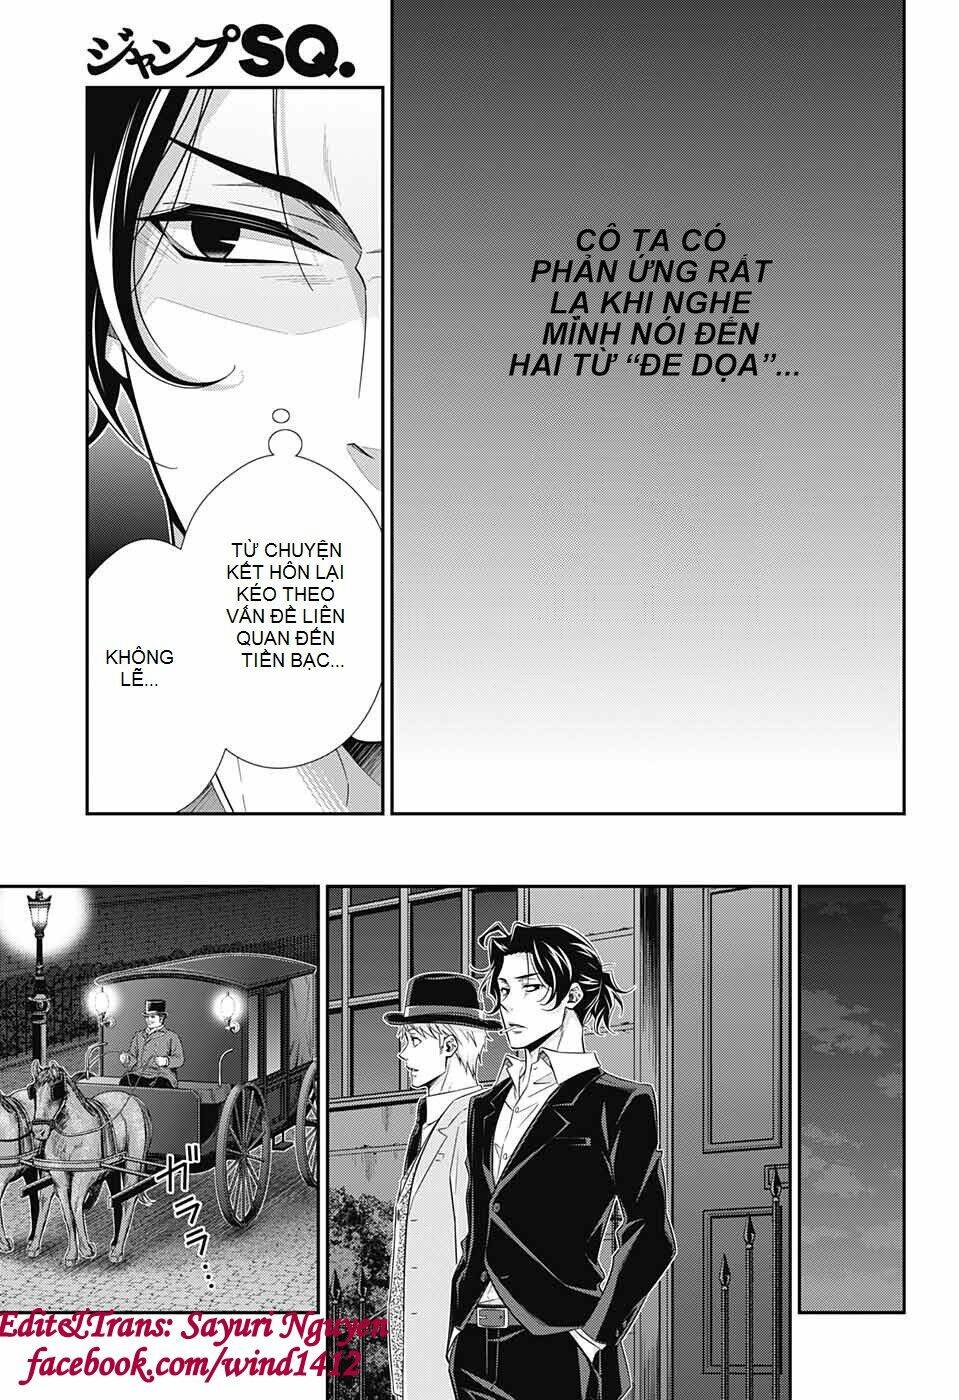 ジャンプSQ.
CÔ TA CÓ
PHẢN ỨNG RẤT
LẠ KHI NGHE
MÌNH NÓI ĐẾN
HAI TỪ “ĐE DỌA”...
TỪ CHUYỆN
KẾT HÔN LẠI
KÉO THEO
VẤN ĐỀ LIÊN
QUAN ĐẾN
TIỀN BẠC...
KHÔNG
LẼ...
ガラガラ...
Edit&Trans: Sayuri Nguyen
facebook.com/wind1412